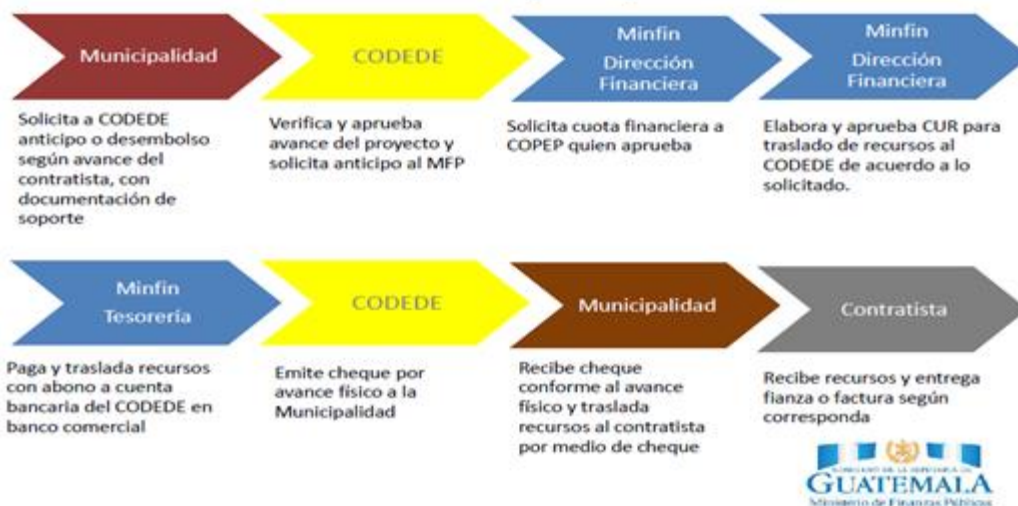 Municipalidad
CODEDE
Minfin
Dirección
Financiera
Minfin
Dirección
Financiera
Solicita a CODEDE
anticipo o desembolso
según avance del
contratista, con
documentación de
soporte
Verifica y aprueba
avance del proyecto y
solicita anticipo al MFP
Solicita cuota financiera a
COPEP quien aprueba
Elabora y aprueba CUR para
traslado de recursos al
CODEDE de acuerdo a lo
solicitado.
Minfin
Tesorería
CODEDE
Municipalidad
Contratista
Paga y traslada recursos
con abono a cuenta
bancaria del CODEDE en
banco comercial
Emite cheque por
avance físico a la
Municipalidad
Recibe cheque
conforme al avance
físico y traslada
recursos al contratista
por medio de cheque
Recibe recursos y entrega
fianza o factura según
corresponda
GOBIERNO DE LA REPÚBLICA DE
GUATEMALA
Ministerio de Finanzas Públicas